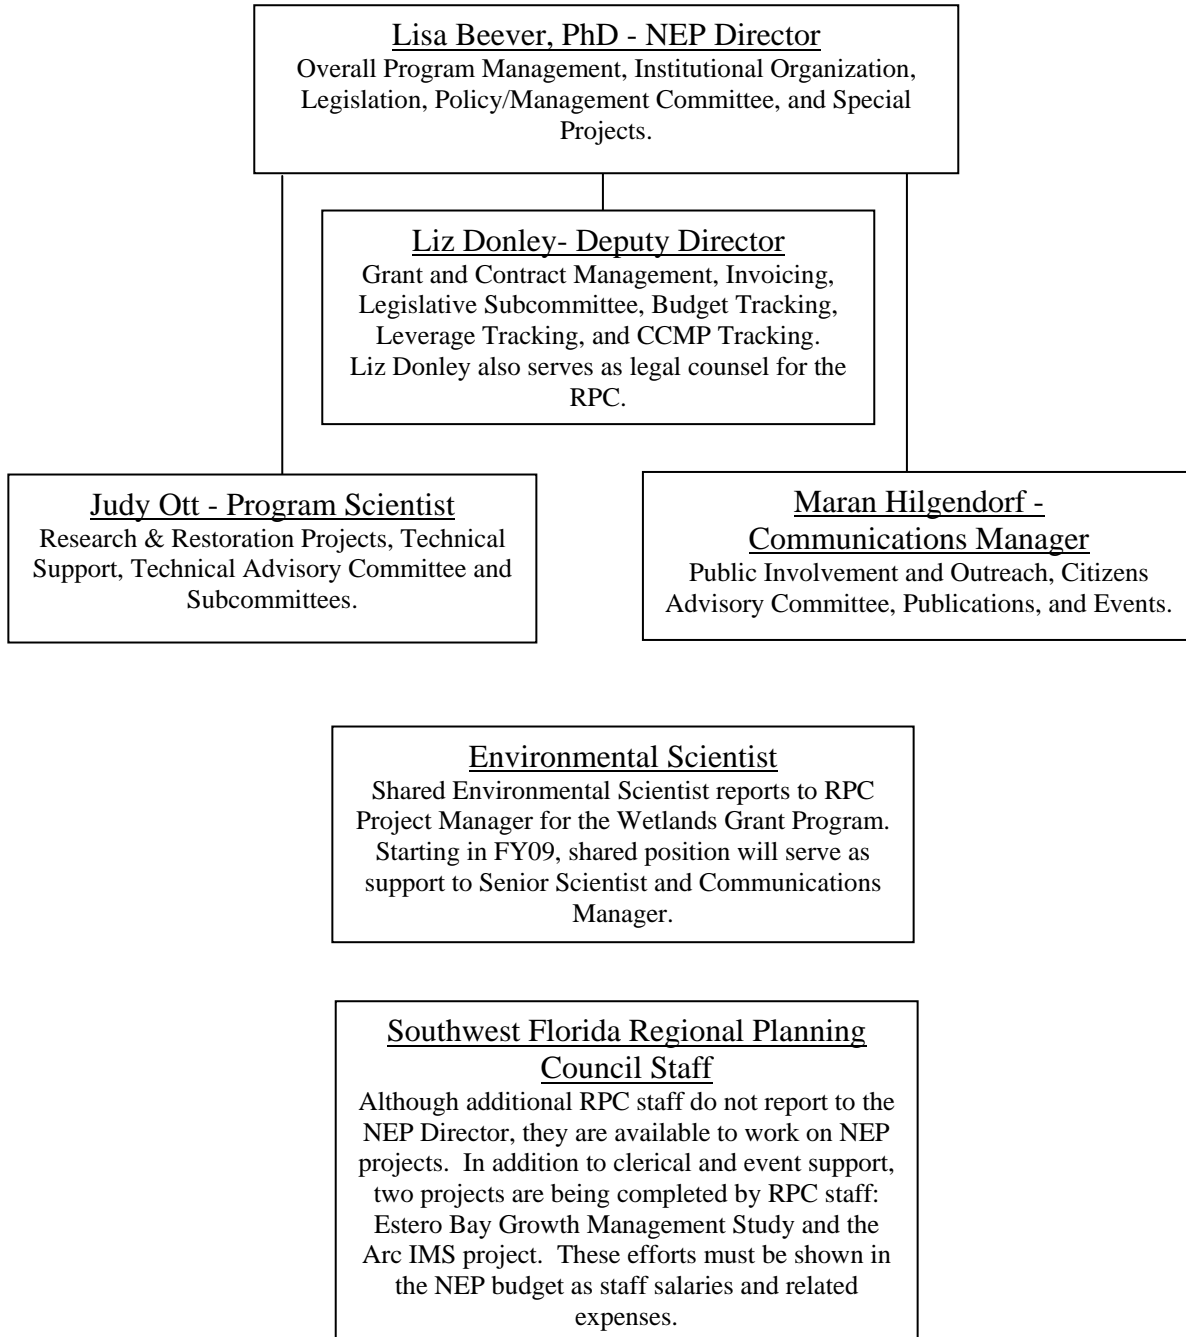 Lisa Beever, PhD - NEP Director
Overall Program Management, Institutional Organization,
Legislation, Policy/Management Committee, and Special
Projects.
Liz Donley- Deputy Director
Grant and Contract Management, Invoicing,
Legislative Subcommittee, Budget Tracking,
Leverage Tracking, and CCMP Tracking.
Liz Donley also serves as legal counsel for the
RPC.
Judy Ott - Program Scientist
Research & Restoration Projects, Technical
Support, Technical Advisory Committee and
Subcommittees.
Maran Hilgendorf -
Communications Manager
Public Involvement and Outreach, Citizens
Advisory Committee, Publications, and Events.
Environmental Scientist
Shared Environmental Scientist reports to RPC
Project Manager for the Wetlands Grant Program.
Starting in FY09, shared position will serve as
support to Senior Scientist and Communications
Manager.
Southwest Florida Regional Planning
Council Staff
Although additional RPC staff do not report to the
NEP Director, they are available to work on NEP
projects.  In addition to clerical and event support,
two projects are being completed by RPC staff:
Estero Bay Growth Management Study and the
Arc IMS project.  These efforts must be shown in
the NEP budget as staff salaries and related
expenses.